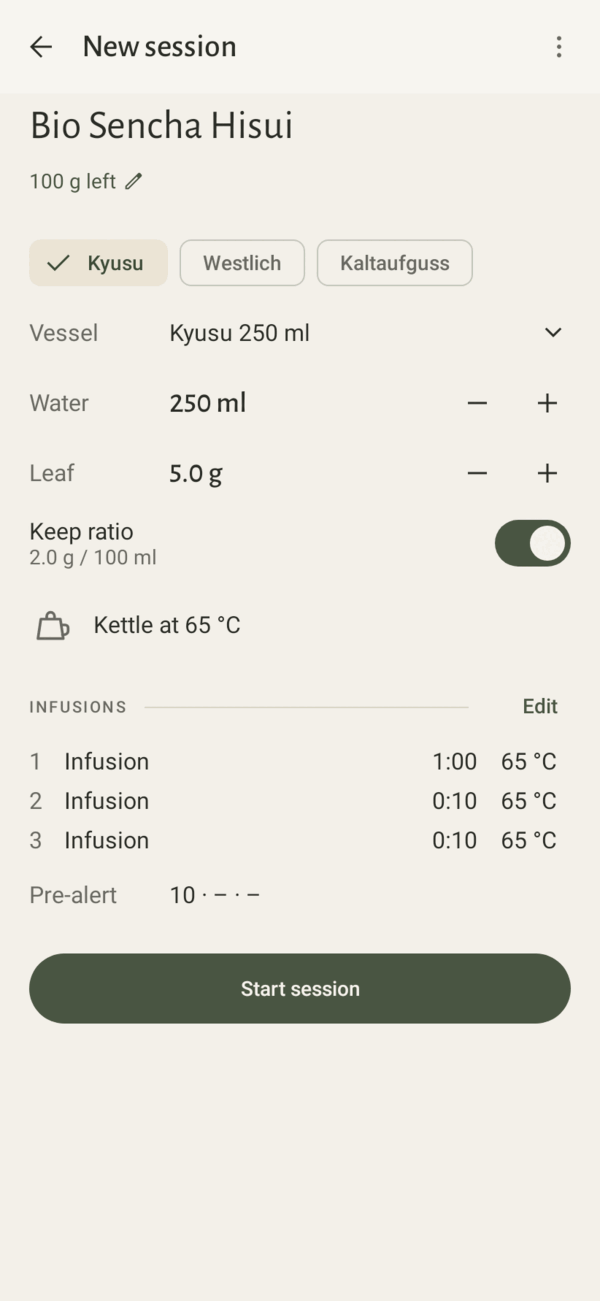 New session
Bio Sencha Hisui
100 g left
Kyusu Westlich Kaltaufguss
Vessel Kyusu 250 ml
Water 250 ml
Leaf 5.0 g
Keep ratio
2.0 g / 100 ml
Kettle at 65 °C
INFUSIONS Edit
1 Infusion 1:00 65 °C
2 Infusion 0:10 65 °C
3 Infusion 0:10 65 °C
Pre-alert 10 · – · –
Start session